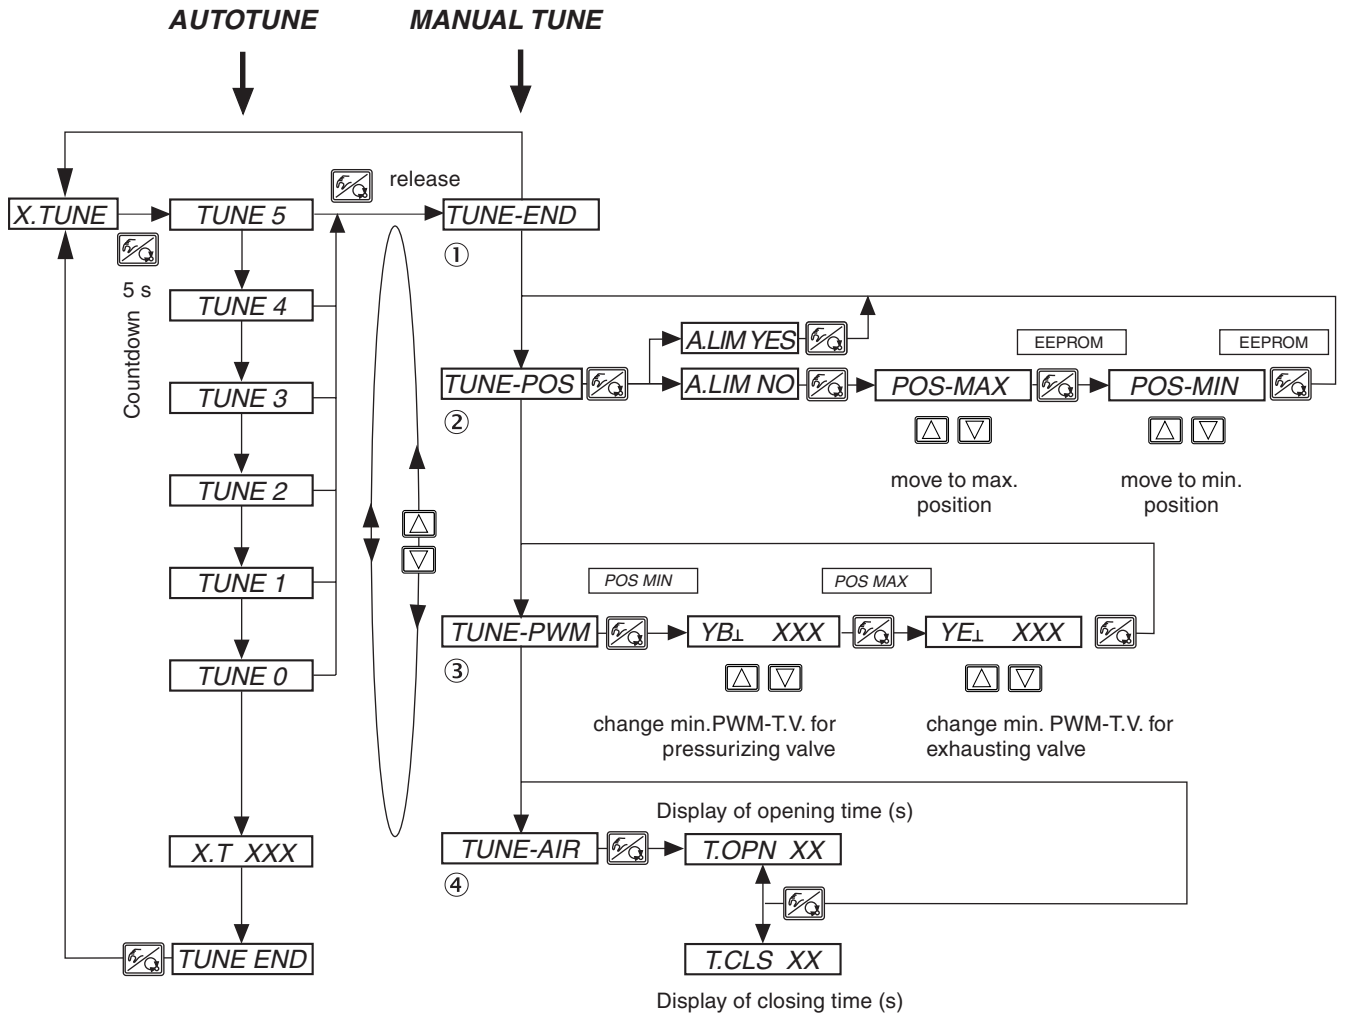 AUTOTUNE
MANUAL TUNE
release
X.TUNE
TUNE 5
TUNE-END
①
5 s
Countdown
TUNE 4
A.LIM YES
EEPROM
EEPROM
TUNE-POS
A.LIM NO
POS-MAX
POS-MIN
TUNE 3
②
move to max.
position
move to min.
position
TUNE 2
TUNE 1
POS MIN
POS MAX
TUNE-PWM
YB⊥ XXX
YE⊥ XXX
③
TUNE 0
change min.PWM-T.V. for
pressurizing valve
change min. PWM-T.V. for
exhausting valve
Display of opening time (s)
X.T XXX
TUNE-AIR
T.OPN XX
④
TUNE END
T.CLS XX
Display of closing time (s)